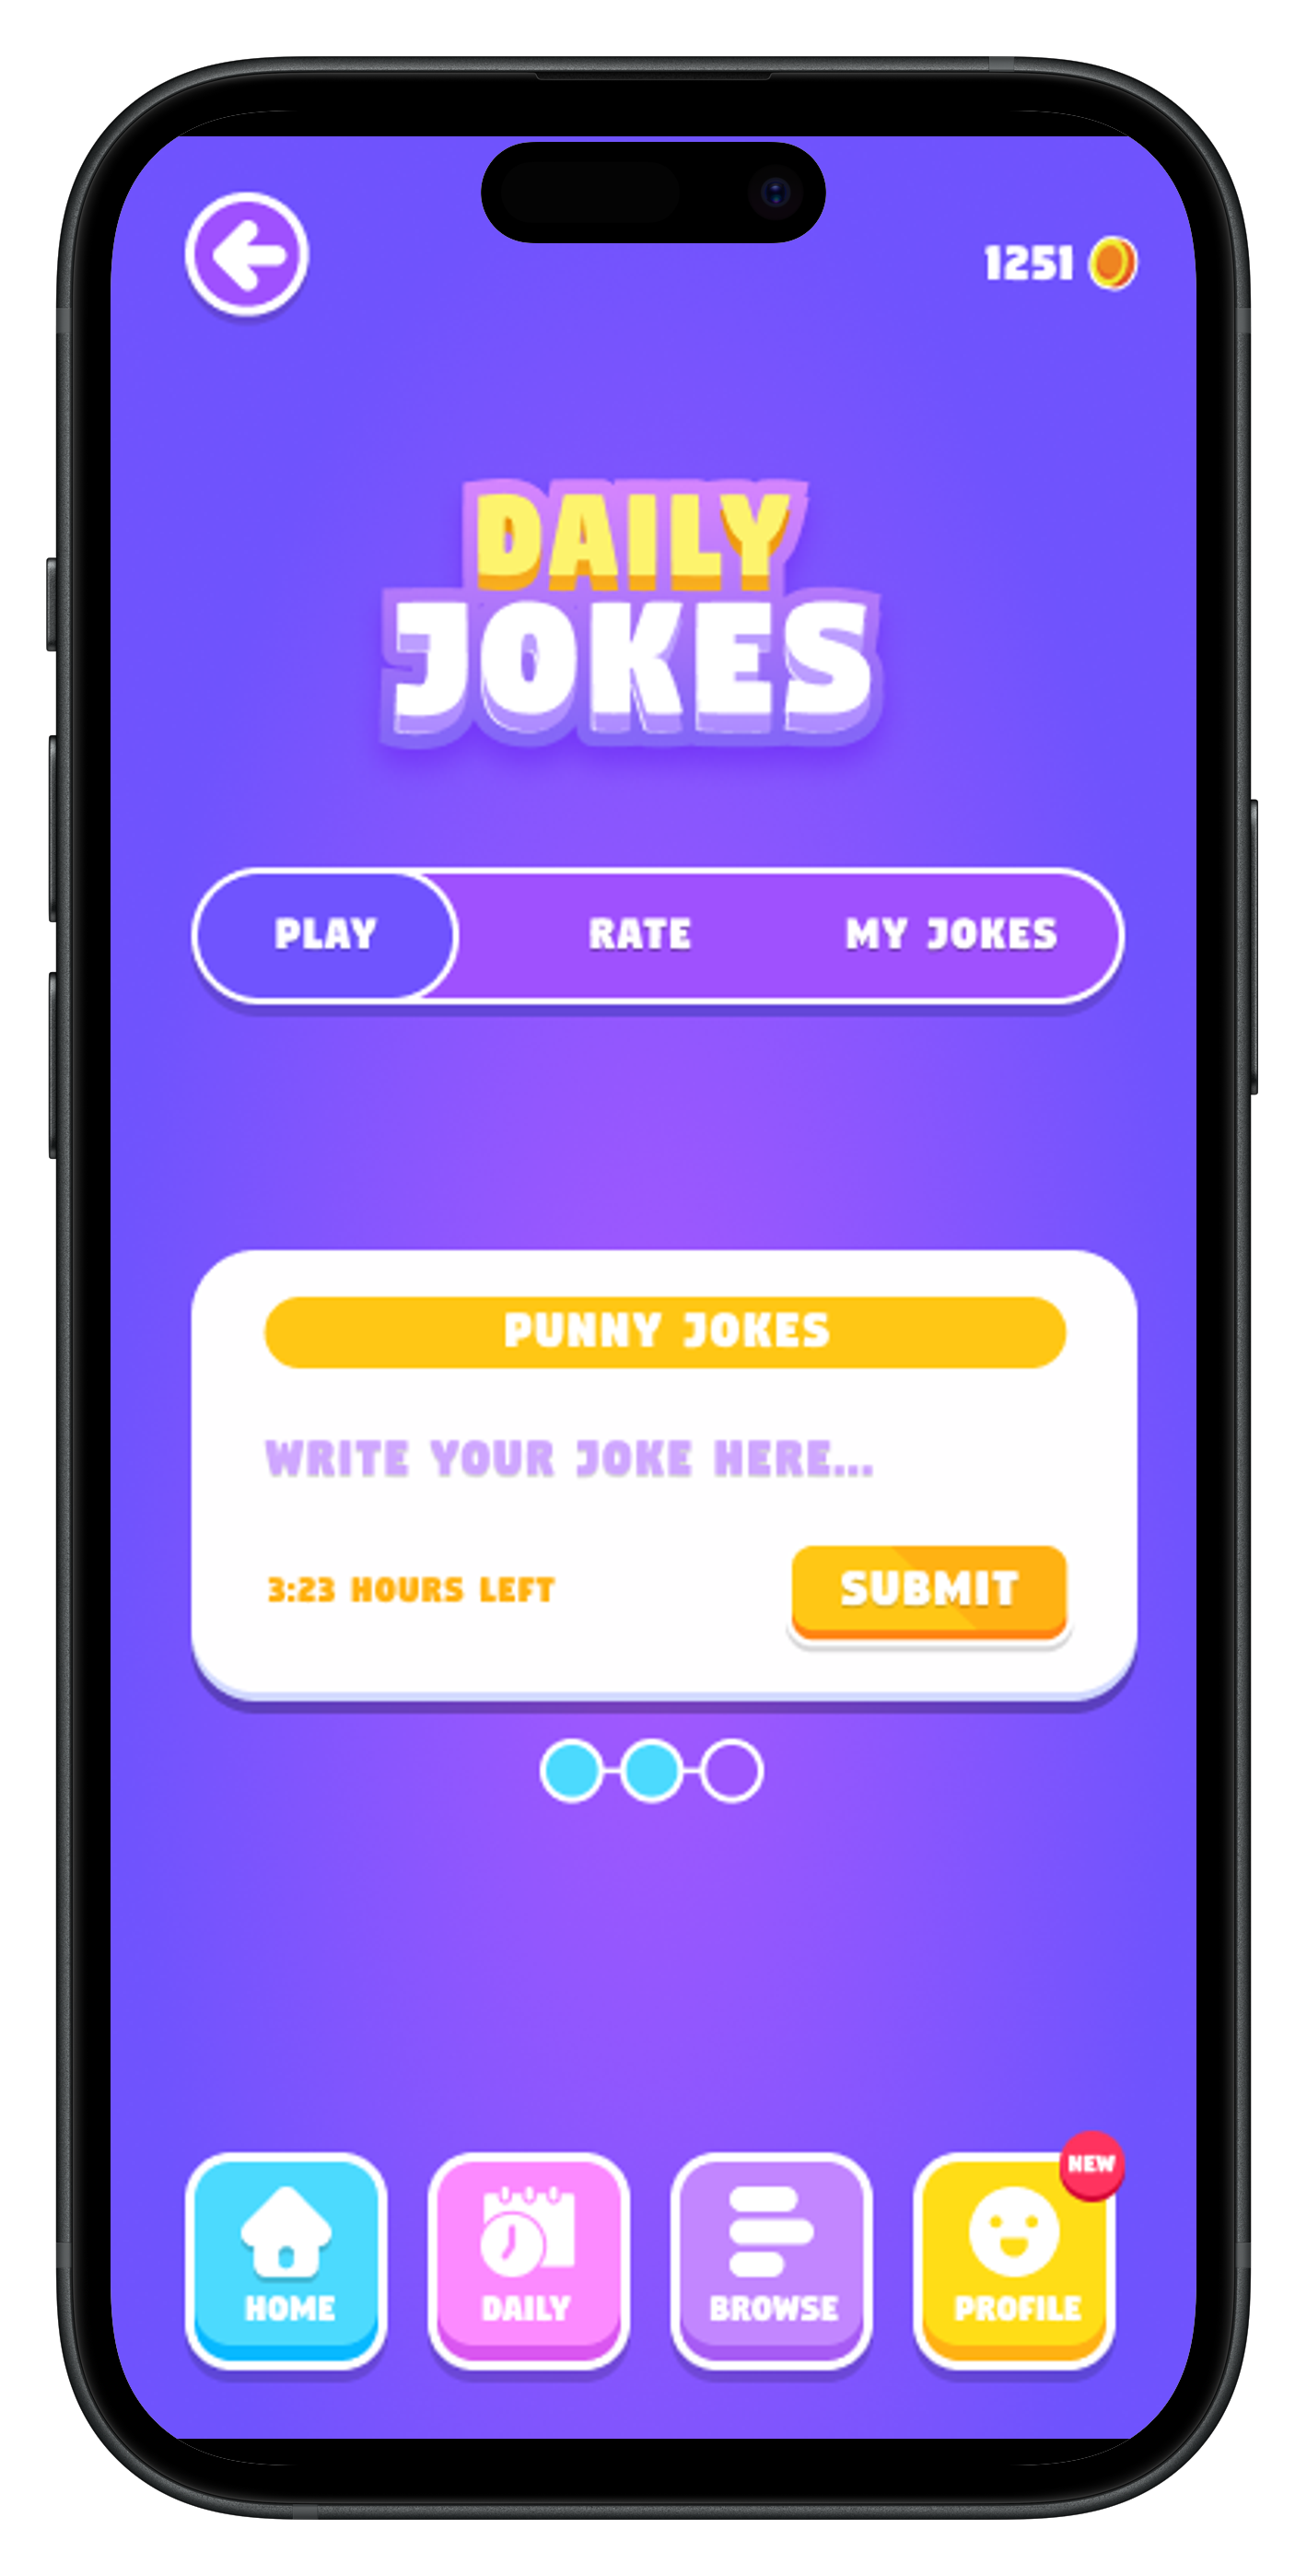 1251
DAILY
JOKES
PLAY RATE MY JOKES
PUNNY JOKES
WRITE YOUR JOKE HERE...
3:23 HOURS LEFT SUBMIT
NEW
HOME DAILY BROWSE PROFILE